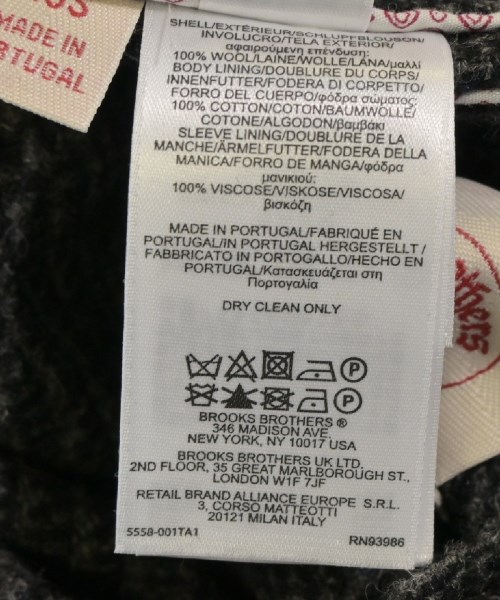 MADE IN
PORTUGAL
SHELL/EXTÉRIEUR/SCHLUPFBLOUSON/
INVOLUCRO/TELA EXTERIOR/
αφαιρούμενη επένδυση:
100% WOOL/LAINE/WOLLE/LANA/μαλλί
BODY LINING/DOUBLURE DU CORPS/
INNENFUTTER/FODERA DI CORPETTO/
FORRO DEL CUERPO/φόδρα σώματος:
100% COTTON/COTON/BAUMWOLLE/
COTONE/ALGODON/βαμβάκι
SLEEVE LINING/DOUBLURE DE LA
MANCHE/ÄRMELFUTTER/FODERA DELLA
MANICA/FORRO DE MANGA/φόδρα
μανικιού:
100% VISCOSE/VISKOSE/VISCOSA/
βισκόζη
MADE IN PORTUGAL/FABRIQUÉ EN
PORTUGAL/IN PORTUGAL HERGESTELLT /
FABBRICATO IN PORTOGALLO/HECHO EN
PORTUGAL/Κατασκευάζεται στη
Πορτογαλία
DRY CLEAN ONLY
P
P
BROOKS BROTHERS ®
346 MADISON AVE.
NEW YORK, NY 10017 USA
BROOKS BROTHERS UK LTD.
2ND FLOOR, 35 GREAT MARLBOROUGH ST.,
LONDON W1F 7JF
RETAIL BRAND ALLIANCE EUROPE S.R.L.
3, CORSO MATTEOTTI
20121 MILAN ITALY
5558-001TA1 RN93986